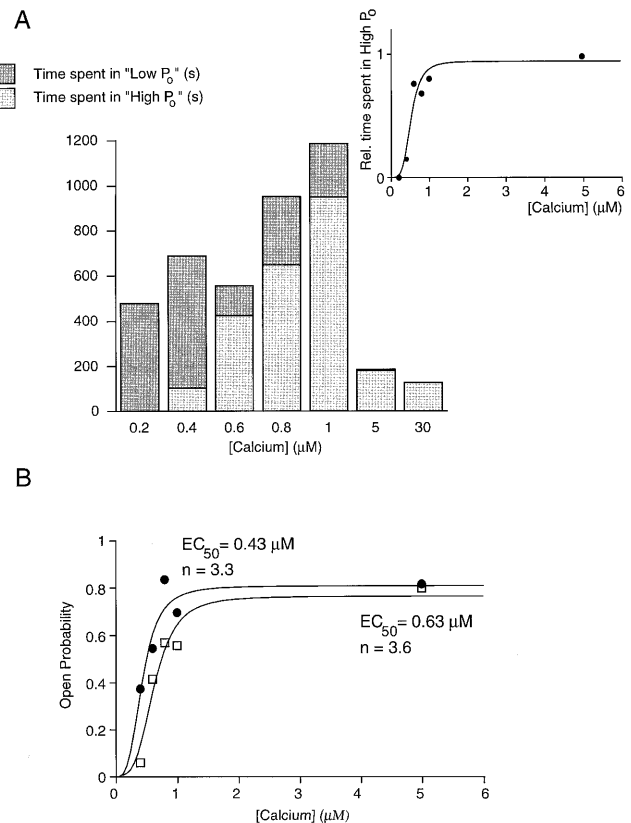 A
Time spent in "Low Po" (s)
Time spent in "High Po" (s)
Rel. time spent in High Po
1
0
0 1 2 3 4 5 6
[Calcium] (μM)
1200
1000
800
600
400
200
0
0.2 0.4 0.6 0.8 1 5 30
[Calcium] (μM)
B
Open Probability
1
0.8
0.6
0.4
0.2
0
EC50= 0.43 μM
n = 3.3
EC50= 0.63 μM
n = 3.6
0 1 2 3 4 5 6
[Calcium] (μM)